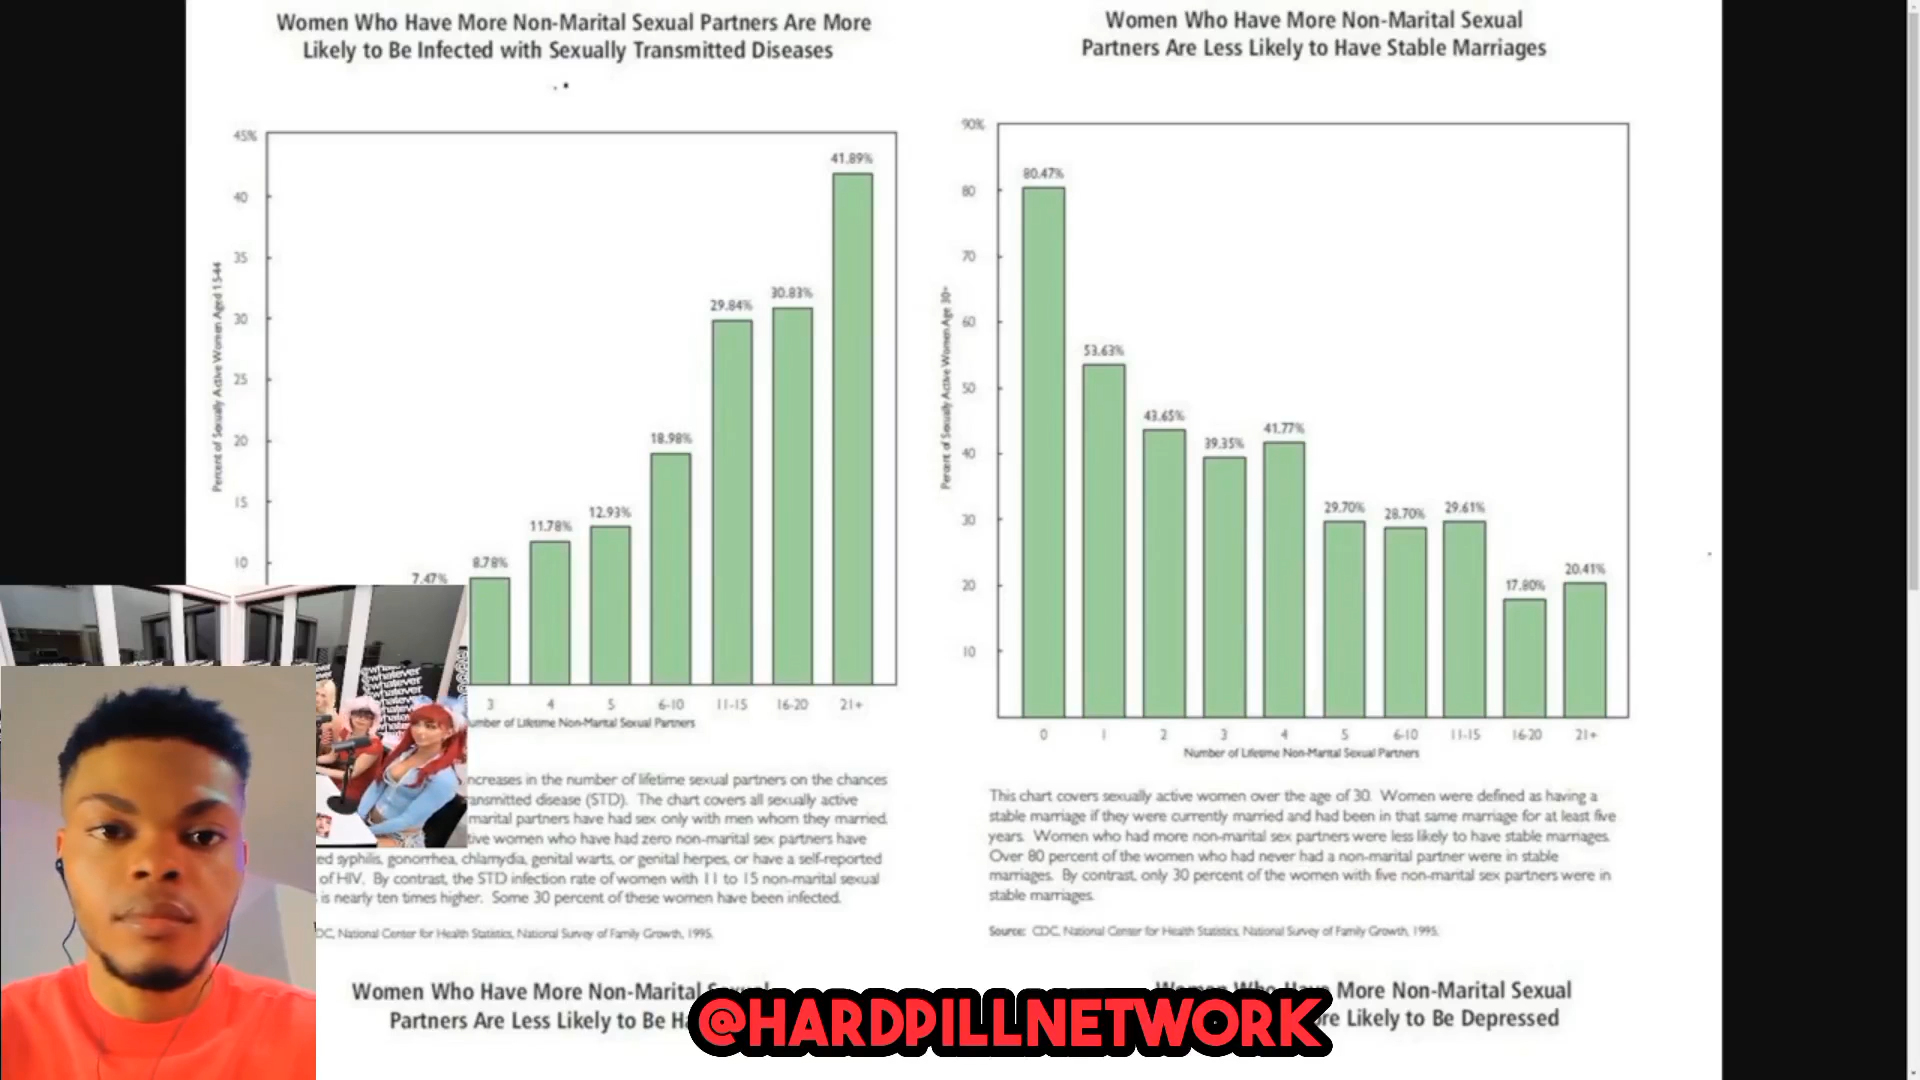 Women Who Have More Non-Marital Sexual Partners Are More
Likely to Be Infected with Sexually Transmitted Diseases
45%
40
35
30
25
20
15
10
Percent of Sexually Active Women Aged 15-44
7.47%
8.78%
11.78%
12.93%
18.98%
29.84%
30.83%
41.89%
3
4
5
6-10
11-15
16-20
21+
umber of Lifetime Non-Marital Sexual Partners
ncreases in the number of lifetime sexual partners on the chances
ansmitted disease (STD). The chart covers all sexually active
marital partners have had sex only with men whom they married.
tive women who have had zero non-marital sex partners have
ed syphilis, gonorrhea, chlamydia, genital warts, or genital herpes, or have a self-reported
of HIV. By contrast, the STD infection rate of women with 11 to 15 non-marital sexual
is nearly ten times higher. Some 30 percent of these women have been infected.
DC, National Center for Health Statistics, National Survey of Family Growth, 1995.
Women Who Have More Non-Marital Sexual
Partners Are Less Likely to Be Ha
Women Who Have More Non-Marital Sexual
Partners Are Less Likely to Have Stable Marriages
90%
80
70
60
50
40
30
20
10
Percent of Sexually Active Women Age 30+
80.47%
53.63%
43.65%
39.35%
41.77%
29.70%
28.70%
29.61%
17.80%
20.41%
0
1
2
3
4
5
6-10
11-15
16-20
21+
Number of Lifetime Non-Marital Sexual Partners
This chart covers sexually active women over the age of 30. Women were defined as having a
stable marriage if they were currently married and had been in that same marriage for at least five
years. Women who had more non-marital sex partners were less likely to have stable marriages.
Over 80 percent of the women who had never had a non-marital partner were in stable
marriages. By contrast, only 30 percent of the women with five non-marital sex partners were in
stable marriages.
Source: CDC, National Center for Health Statistics, National Survey of Family Growth, 1995.
Women Who Have More Non-Marital Sexual
re Likely to Be Depressed
@whatever
@whatever
@whatever
@HARDPILLNETWORK